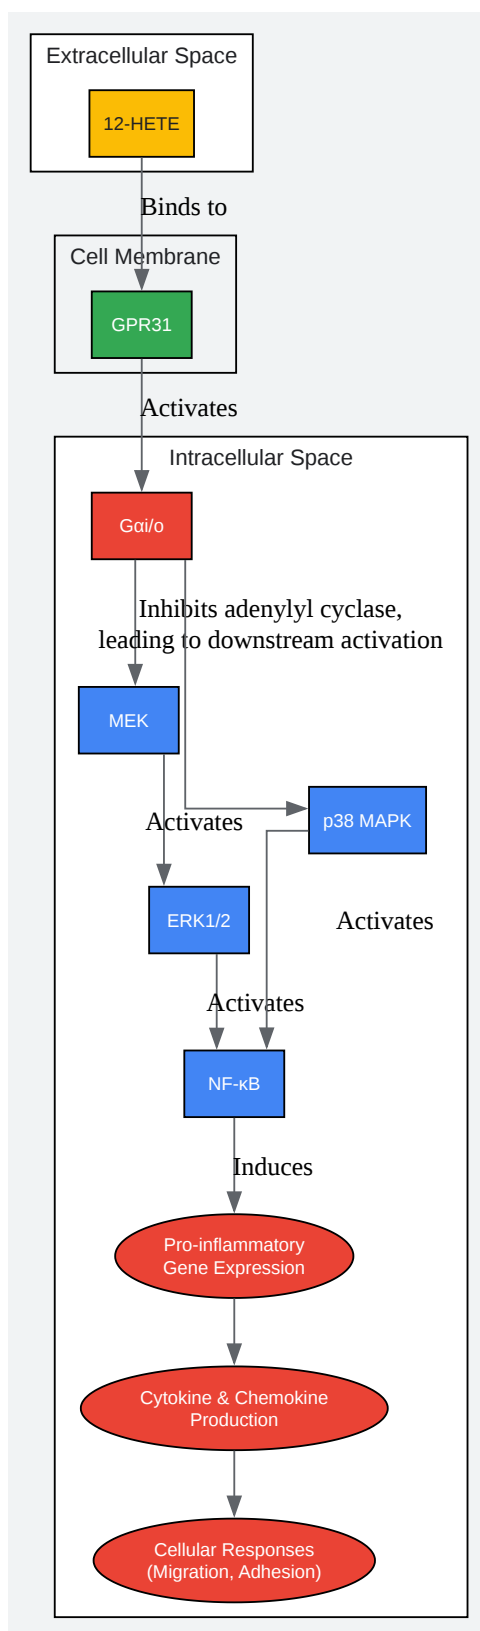 Extracellular Space
12-HETE
Binds to
Cell Membrane
GPR31
Activates
Intracellular Space
Gαi/o
Inhibits adenylyl cyclase,
leading to downstream activation
MEK
Activates
p38 MAPK
ERK1/2
Activates
Activates
NF-κB
Induces
Pro-inflammatory
Gene Expression
Cytokine & Chemokine
Production
Cellular Responses
(Migration, Adhesion)